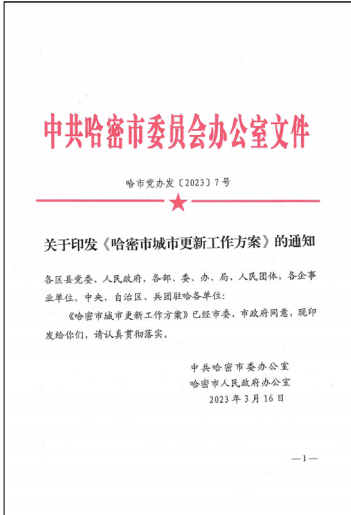 中共哈密市委员会办公室文件
哈市党办发〔2023〕7号
关于印发《哈密市城市更新工作方案》的通知
各区县党委、人民政府，各部、委、办、局、人民团体，各企事
业单位，中央、自治区、兵团驻哈各单位：
《哈密市城市更新工作方案》已经市委、市政府同意，现印
发给你们，请认真贯彻落实。
中共哈密市委办公室
哈密市人民政府办公室
2023年3月16日
—1—